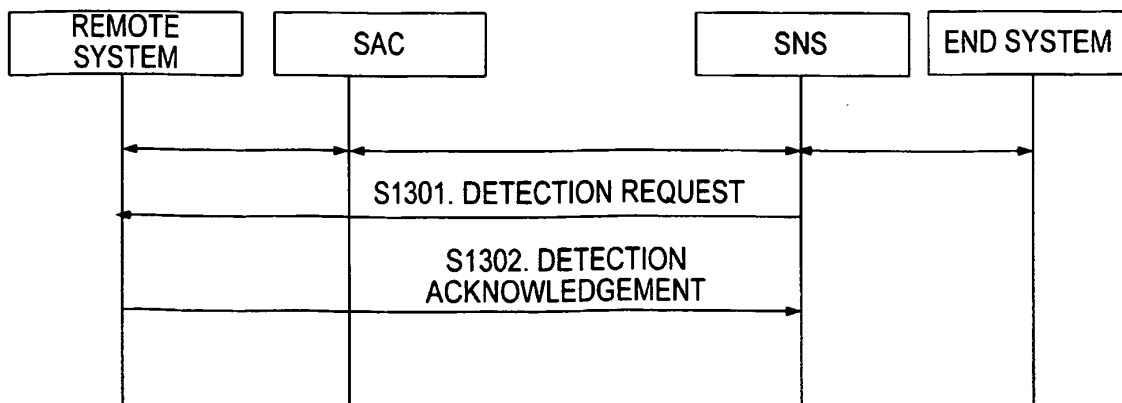 REMOTE
SYSTEM
SAC
SNS
END SYSTEM
S1301. DETECTION REQUEST
S1302. DETECTION
ACKNOWLEDGEMENT